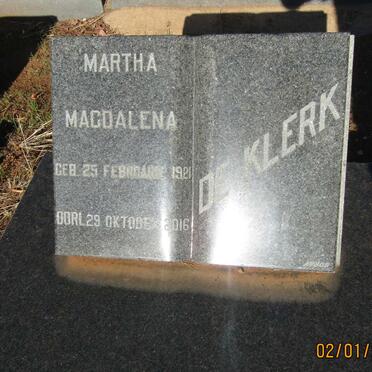 MARTHA
MAGDALENA
GEB. 25 FEBRUARIE 1921
OORL. 29 OKTOBER 2016
DE KLERK
02/01/